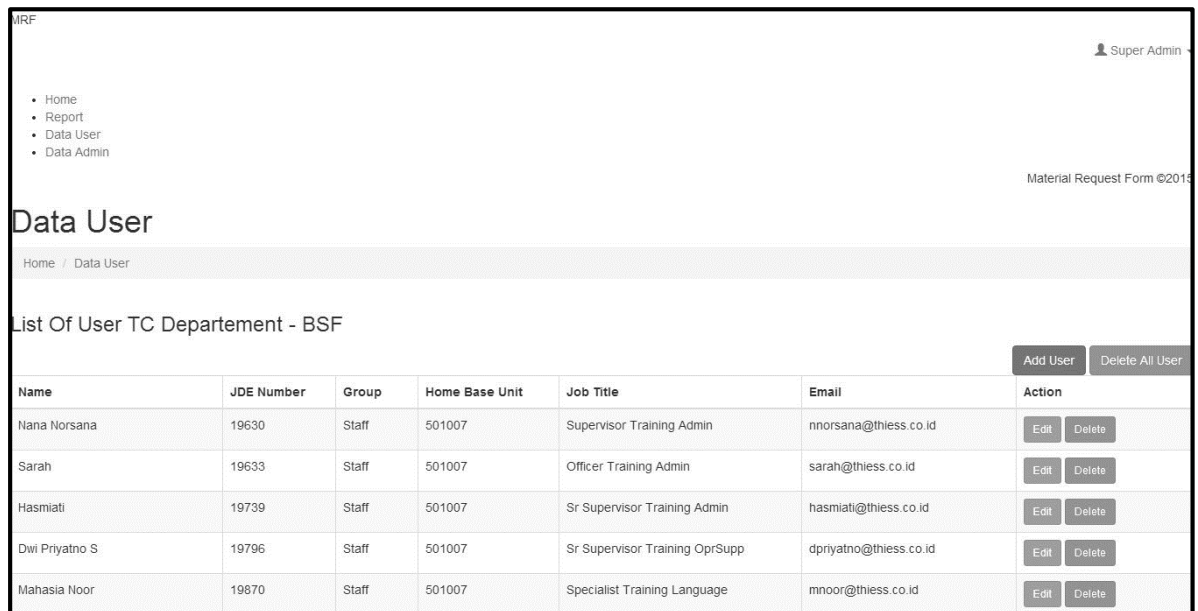 MRF
Super Admin
Home
Report
Data User
Data Admin
Material Request Form ©2015
Data User
Home / Data User
List Of User TC Departement - BSF
Add User Delete All User
Name JDE Number Group Home Base Unit Job Title Email Action
Nana Norsana 19630 Staff 501007 Supervisor Training Admin nnorsana@thiess.co.id Edit Delete
Sarah 19633 Staff 501007 Officer Training Admin sarah@thiess.co.id Edit Delete
Hasmiati 19739 Staff 501007 Sr Supervisor Training Admin hasmiati@thiess.co.id Edit Delete
Dwi Priyatno S 19796 Staff 501007 Sr Supervisor Training OprSupp dpriyatno@thiess.co.id Edit Delete
Mahasia Noor 19870 Staff 501007 Specialist Training Language mnoor@thiess.co.id Edit Delete